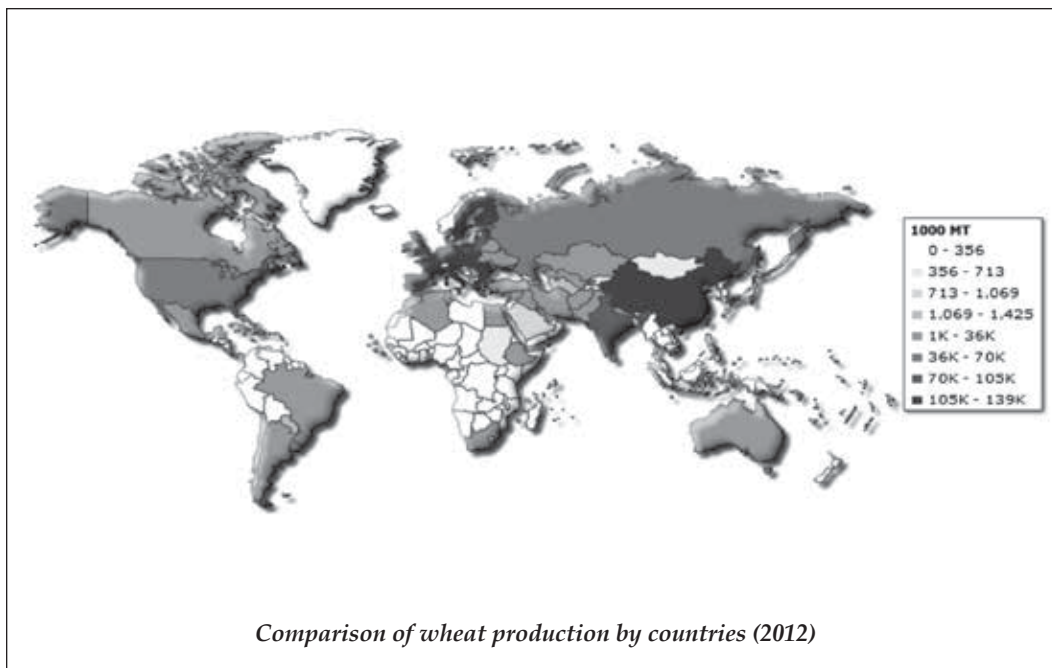 1000 MT
0 - 356
356 - 713
713 - 1.069
1.069 - 1.425
1K - 36K
36K - 70K
70K - 105K
105K - 139K
Comparison of wheat production by countries (2012)